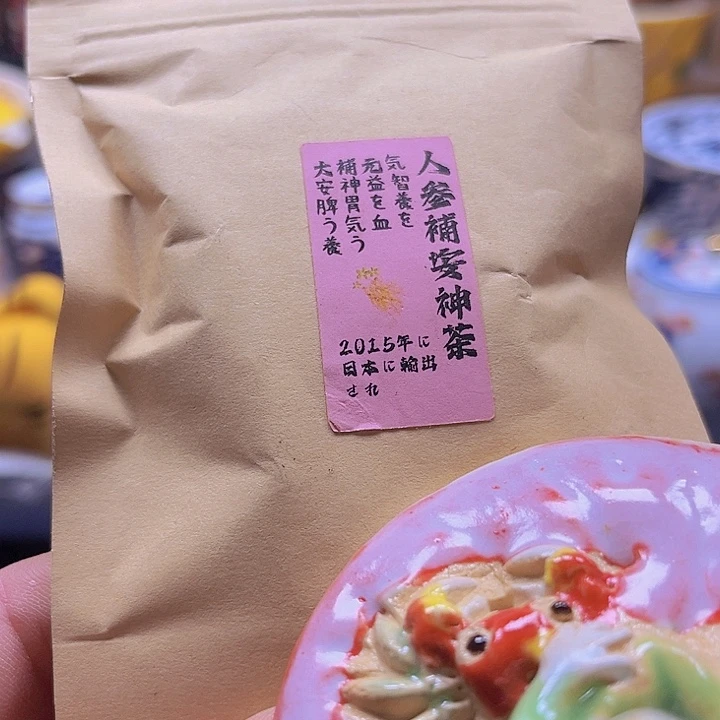 人参補安神茶
気智養を
元益を血
補神胃気う
大安脾う養
2015年に
日本に輸出
され